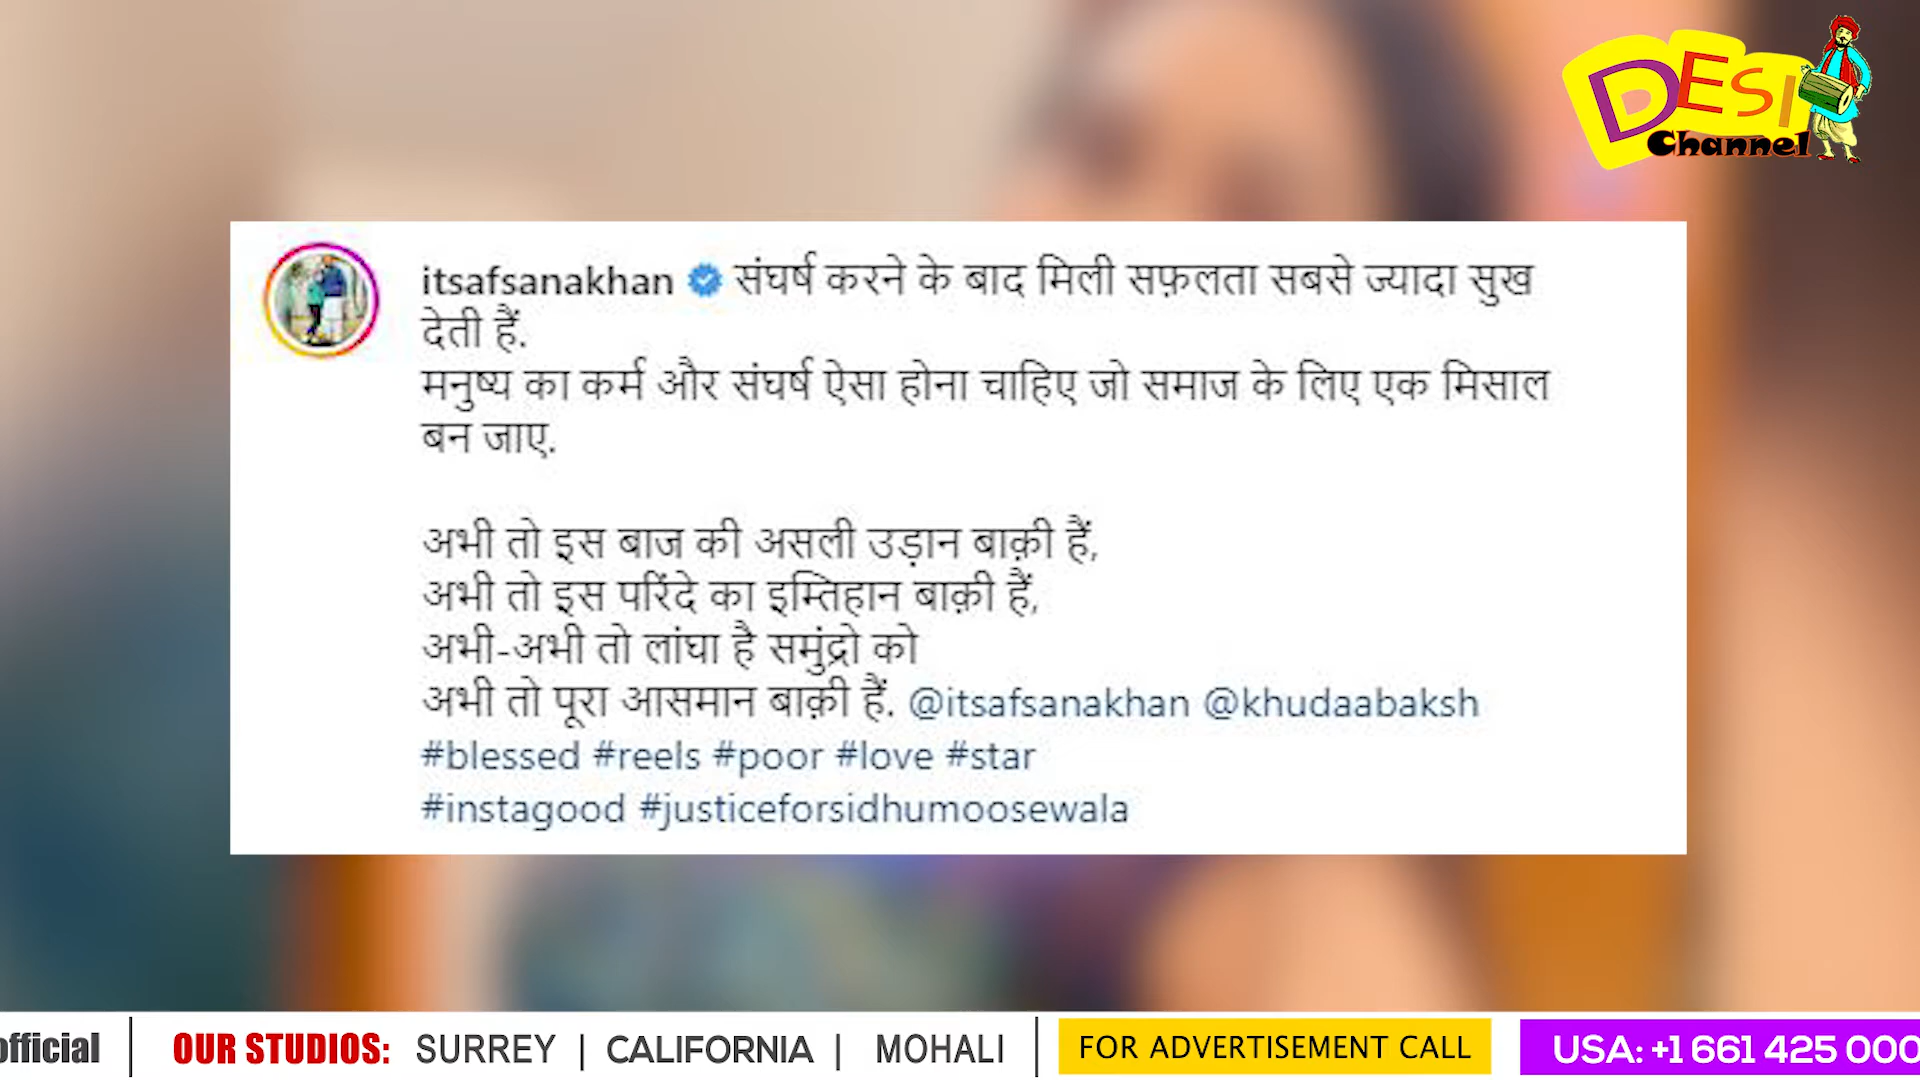 DESI
Channel
itsafsanakhan संघर्ष करने के बाद मिली सफ़लता सबसे ज्यादा सुख
देती हैं.
मनुष्य का कर्म और संघर्ष ऐसा होना चाहिए जो समाज के लिए एक मिसाल
बन जाए.
अभी तो इस बाज की असली उड़ान बाक़ी हैं,
अभी तो इस परिंदे का इम्तिहान बाक़ी हैं,
अभी-अभी तो लांघा है समुंद्रो को
अभी तो पूरा आसमान बाक़ी हैं. @itsafsanakhan @khudaabaksh
#blessed #reels #poor #love #star
#instagood #justiceforsidhumoosewala
official | OUR STUDIOS: SURREY | CALIFORNIA | MOHALI | FOR ADVERTISEMENT CALL USA: +1 661 425 000